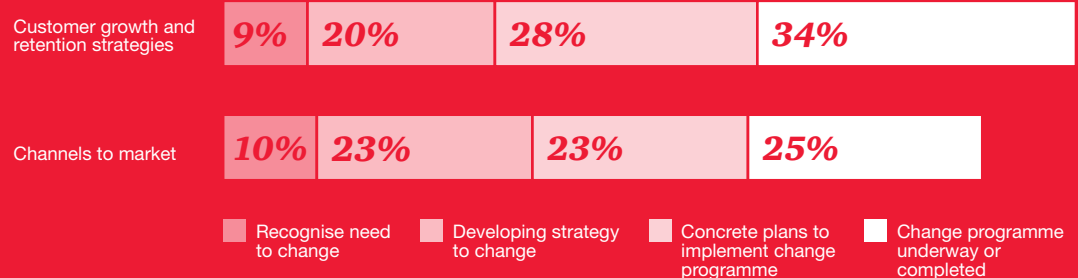 Customer growth and
retention strategies
9% 20% 28% 34%
Channels to market
10% 23% 23% 25%
Recognise need
to change
Developing strategy
to change
Concrete plans to
implement change
programme
Change programme
underway or
completed